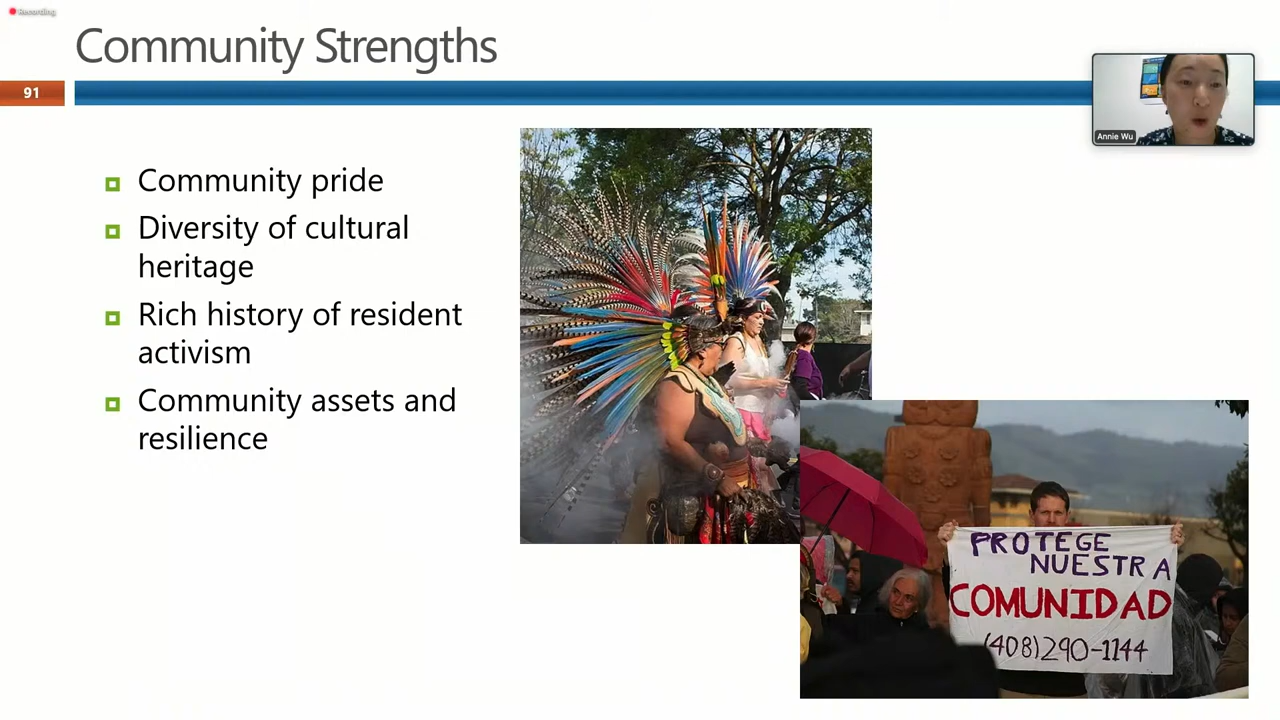 Recording
Community Strengths
91
Annie Wu
Community pride
Diversity of cultural
heritage
Rich history of resident
activism
Community assets and
resilience
PROTEGE
NUESTRA
COMUNIDAD
(408)290-1144